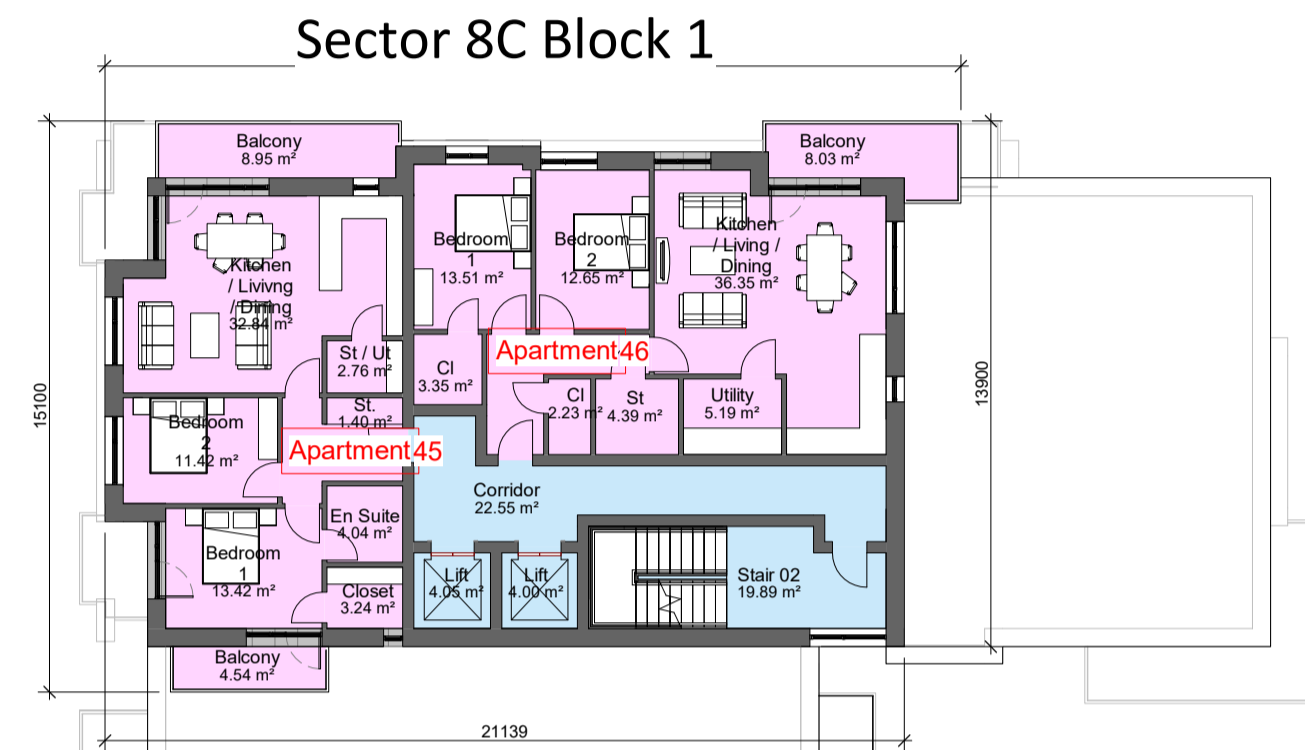 Sector 8C Block 1
Balcony
8.95 m²
Balcony
8.03 m²
Kitchen
/ Livivng
/ Dining
32.84 m²
Bedroom
1
13.51 m²
Bedroom
2
12.65 m²
Kitchen
/ Living /
Dining
36.35 m²
St / Ut
2.76 m²
Cl
3.35 m²
Apartment 46
Cl
2.23 m²
St
4.39 m²
Utility
5.19 m²
15100
13900
Bedroom
2
11.42 m²
St.
1.40 m²
Apartment 45
Corridor
22.55 m²
En Suite
4.04 m²
Bedroom
1
13.42 m²
Closet
3.24 m²
Lift
4.05 m²
Lift
4.00 m²
Stair 02
19.89 m²
Balcony
4.54 m²
21139